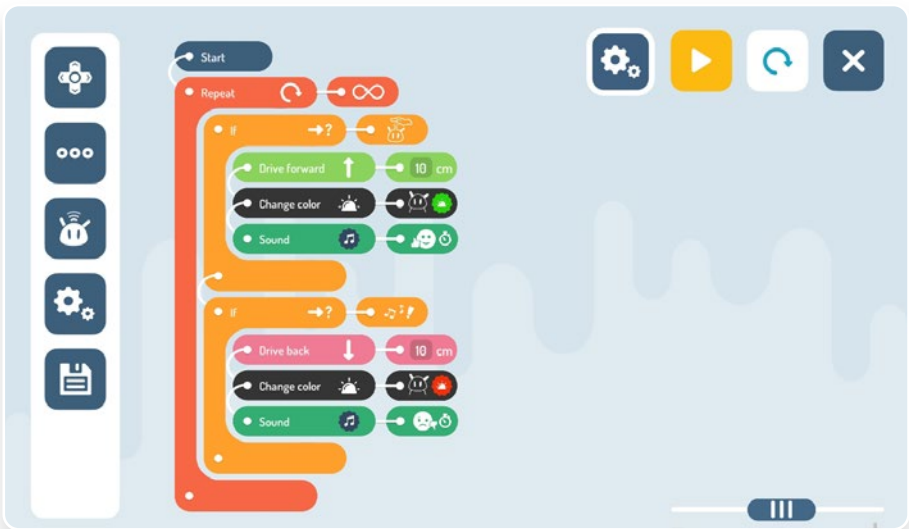 Start
Repeat
If →?
Drive forward 10 cm
Change color
Sound
If →?
Drive back 10 cm
Change color
Sound